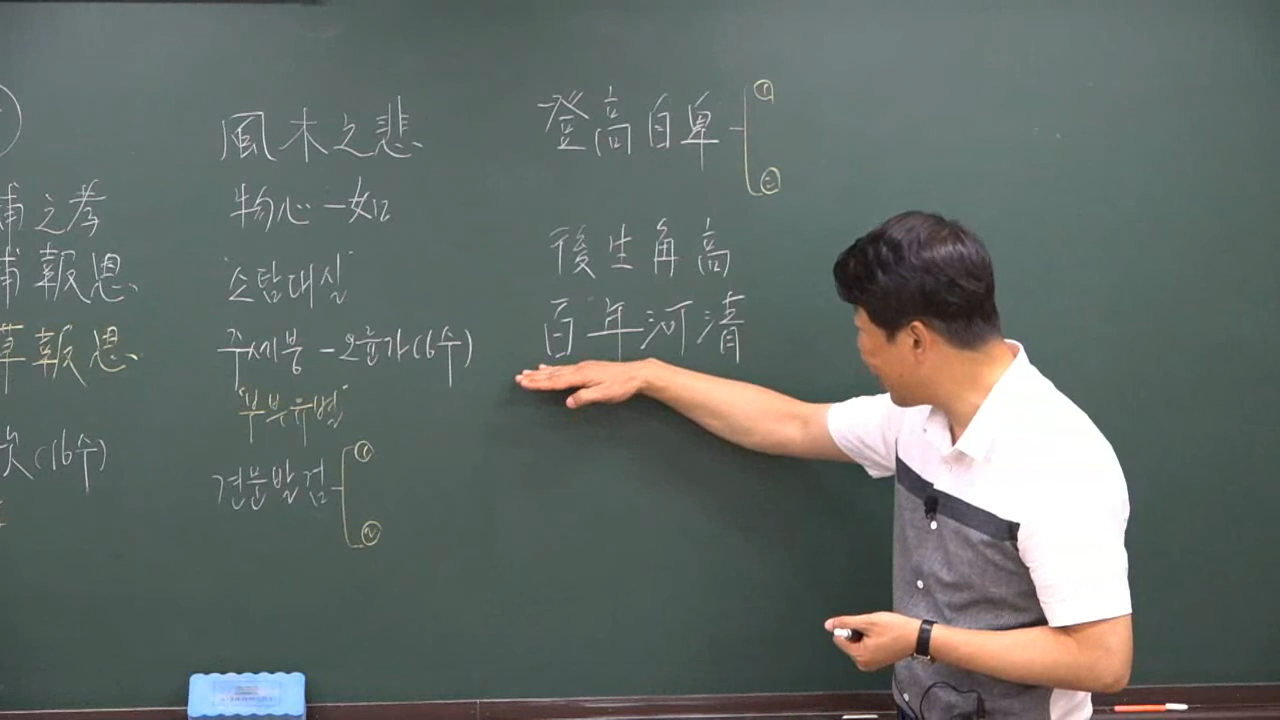 之孝
報恩
草報恩
(16수)
風木之悲
物心一如
"소탐대실"
주세붕 - 오륜가(6수)
"부부유별"
견문발검
①
②
登高自卑
①
②
後生角高
百年河淸